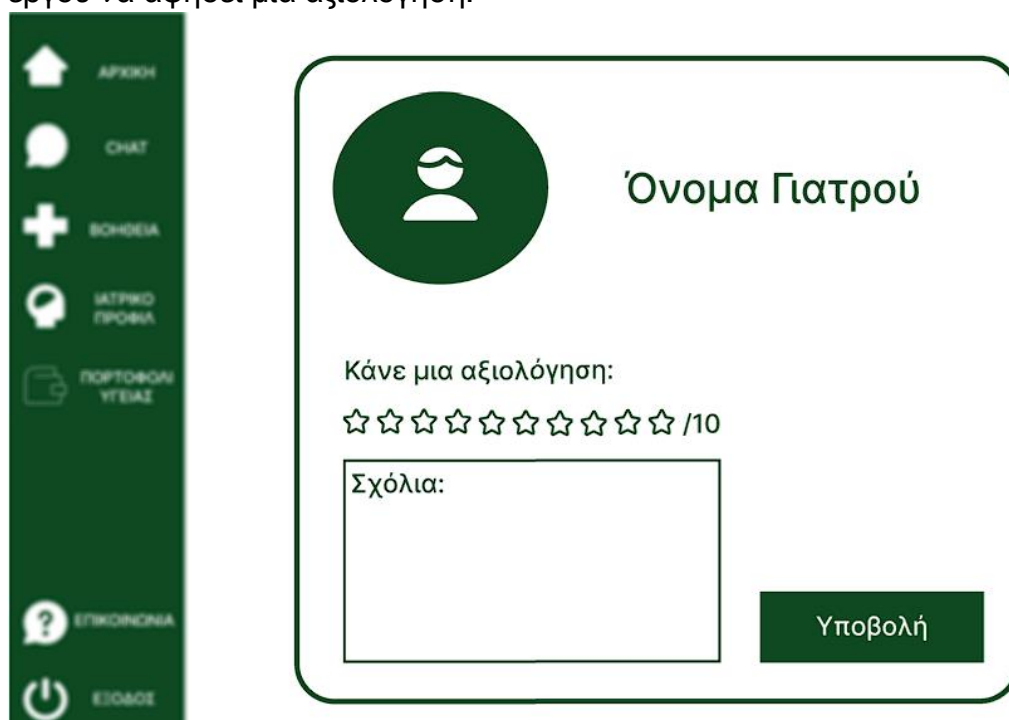 ΑΡΧΙΚΗ
CHAT
ΒΟΗΘΕΙΑ
ΙΑΤΡΙΚΟ
ΠΡΟΦΙΛ
ΠΟΡΤΟΦΟΛΙ
ΥΓΕΙΑΣ
ΕΠΙΚΟΙΝΩΝΙΑ
ΕΞΟΔΟΣ
Όνομα Γιατρού
Κάνε μια αξιολόγηση:
/10
Σχόλια:
Υποβολή